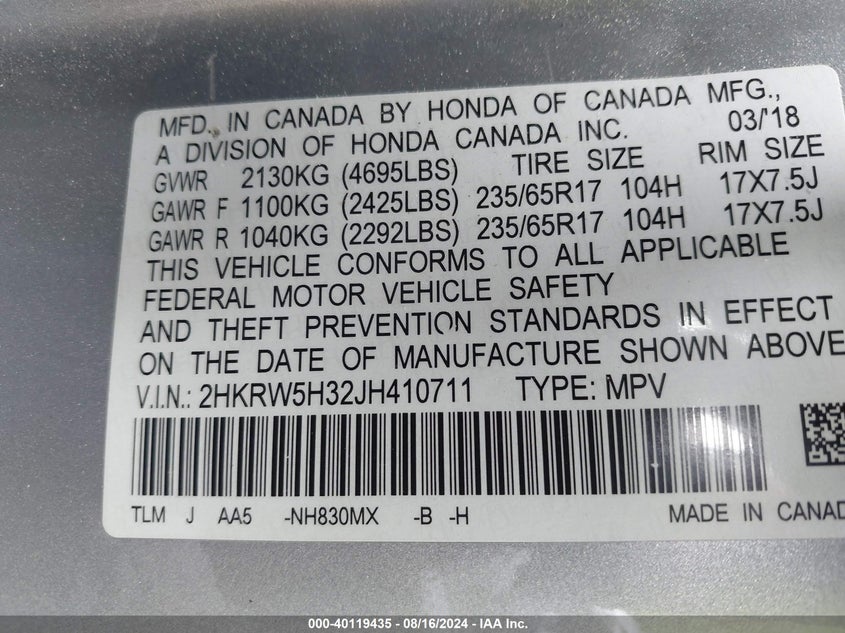 MFD. IN CANADA BY HONDA OF CANADA MFG.,
A DIVISION OF HONDA CANADA INC. 03/'18
GVWR 2130KG (4695LBS) TIRE SIZE RIM SIZE
GAWR F 1100KG (2425LBS) 235/65R17 104H 17X7.5J
GAWR R 1040KG (2292LBS) 235/65R17 104H 17X7.5J
THIS VEHICLE CONFORMS TO ALL APPLICABLE
FEDERAL MOTOR VEHICLE SAFETY
AND THEFT PREVENTION STANDARDS IN EFFECT
ON THE DATE OF MANUFACTURE SHOWN ABOVE
V.I.N.: 2HKRW5H32JH410711 TYPE: MPV
TLM J AA5 -NH830MX -B -H MADE IN CANAD
000-40119435 - 08/16/2024 - IAA Inc.